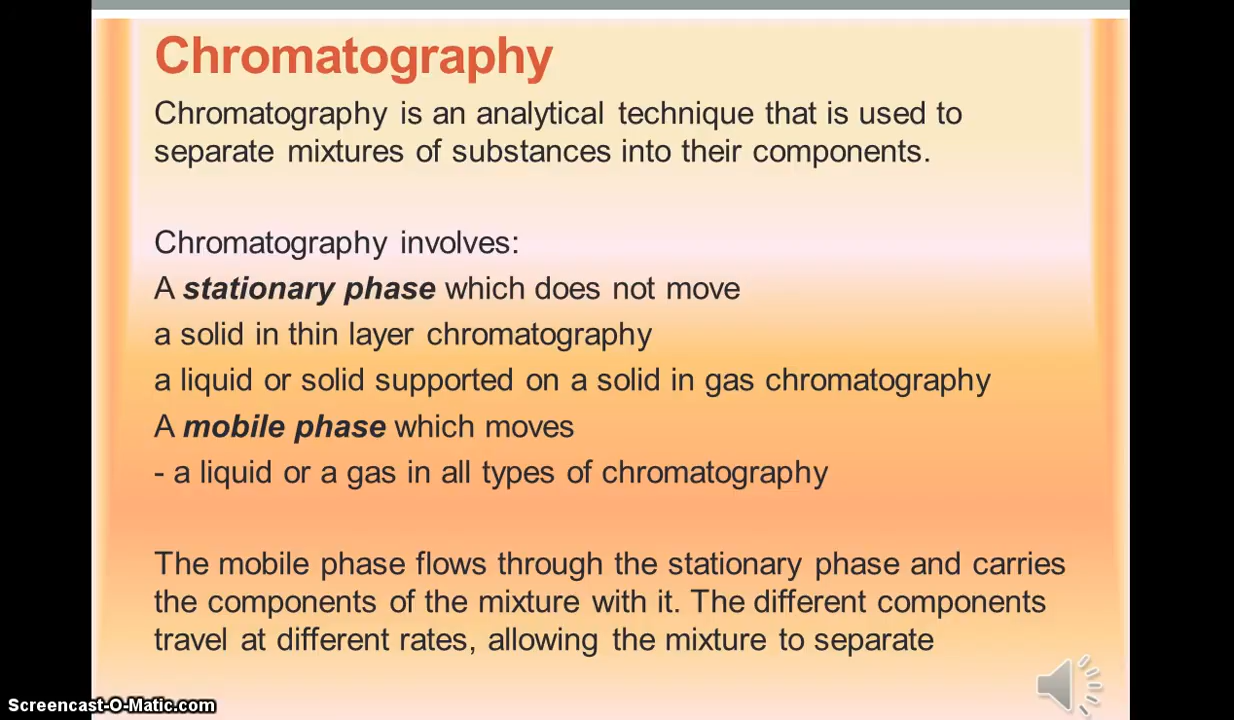 Chromatography
Chromatography is an analytical technique that is used to
separate mixtures of substances into their components.
Chromatography involves:
A stationary phase which does not move
a solid in thin layer chromatography
a liquid or solid supported on a solid in gas chromatography
A mobile phase which moves
- a liquid or a gas in all types of chromatography
The mobile phase flows through the stationary phase and carries
the components of the mixture with it. The different components
travel at different rates, allowing the mixture to separate
Screencast-O-Matic.com